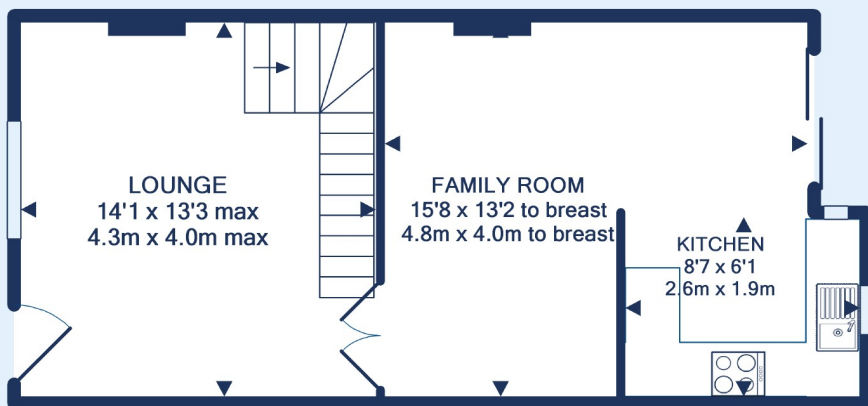 LOUNGE
14'1 x 13'3 max
4.3m x 4.0m max
FAMILY ROOM
15'8 x 13'2 to breast
4.8m x 4.0m to breast
KITCHEN
8'7 x 6'1
2.6m x 1.9m